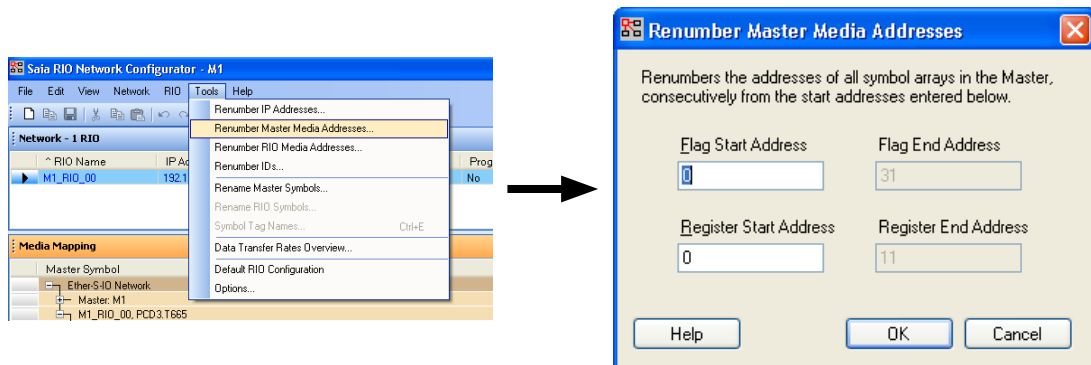 Saia RIO Network Configurator - M1
File Edit View Network RIO Tools Help
Network - 1 RIO
^ RIO Name IP Ad Prog
M1_RIO_00 192.1 No
Media Mapping
Master Symbol
Ether-S-IO Network
Master: M1
M1_RIO_00, PCD3.T665
Renumber IP Addresses...
Renumber Master Media Addresses...
Renumber RIO Media Addresses...
Renumber IDs...
Rename Master Symbols...
Rename RIO Symbols...
Symbol Tag Names... Ctrl+E
Data Transfer Rates Overview...
Default RIO Configuration
Options...
Renumber Master Media Addresses
Renumbers the addresses of all symbol arrays in the Master,
consecutively from the start addresses entered below.
Flag Start Address Flag End Address
0 31
Register Start Address Register End Address
0 11
Help OK Cancel